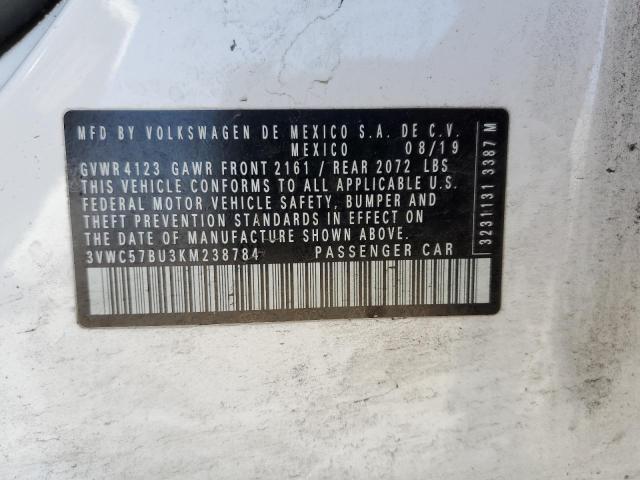 MFD BY VOLKSWAGEN DE MEXICO S.A. DE C.V.
MEXICO 08/19
GVWR 4123 GAWR FRONT 2161 / REAR 2072 LBS
THIS VEHICLE CONFORMS TO ALL APPLICABLE U.S.
FEDERAL MOTOR VEHICLE SAFETY, BUMPER AND
THEFT PREVENTION STANDARDS IN EFFECT ON
THE DATE OF MANUFACTURE SHOWN ABOVE.
3VWC57BU3KM238784 PASSENGER CAR
3231131 3387 M